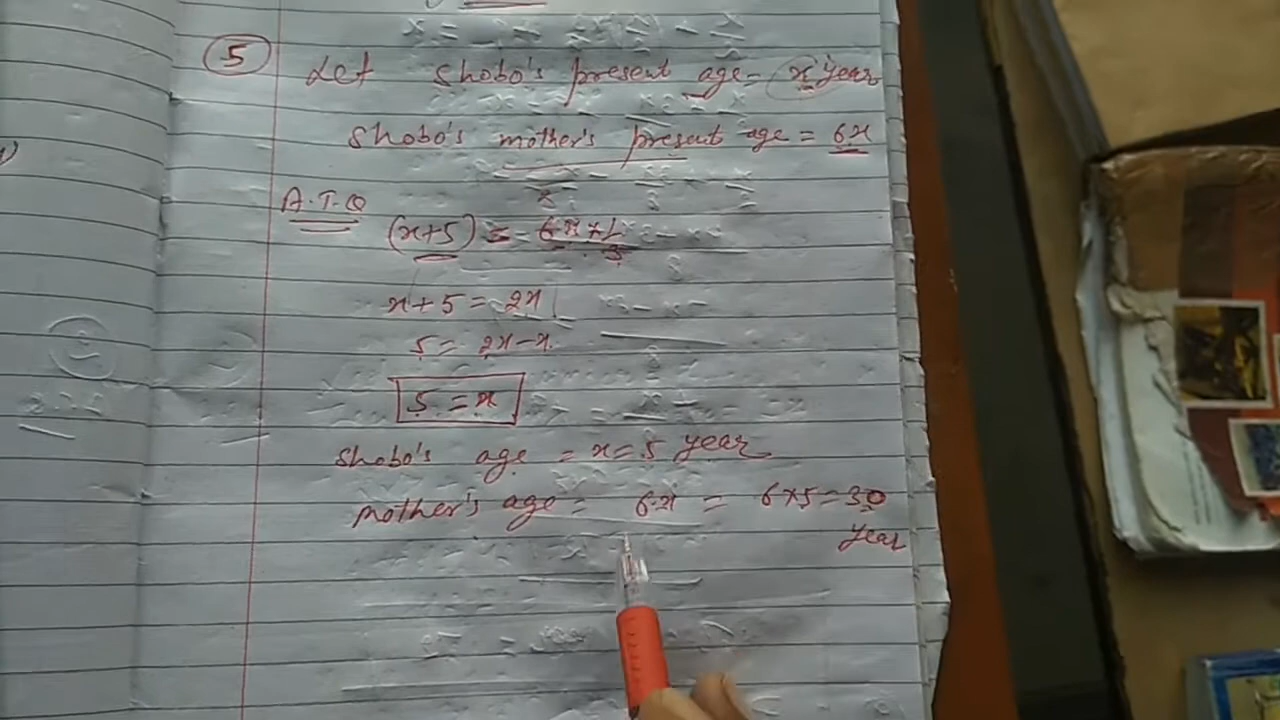 5 Let Shobo's present age = x year
Shobo's mother's present age = 6x
A.T.Q
(x+5) = 6x × 1/3
x + 5 = 2x
5 = 2x - x
5 = x
Shobo's age = x = 5 year
mother's age = 6x = 6×5 = 30
year